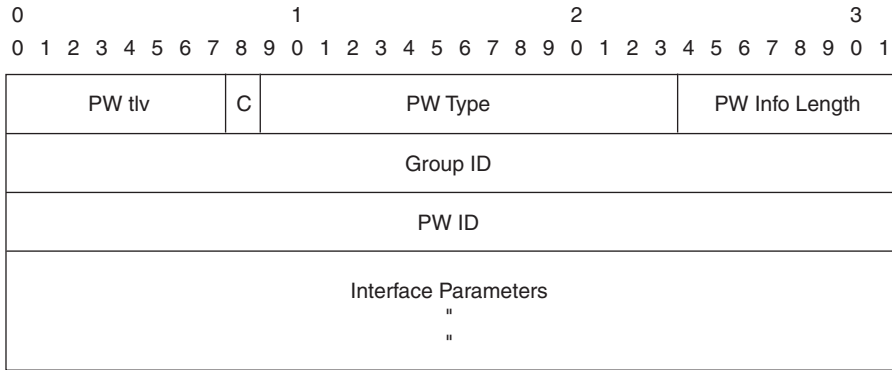 0 1 2 3
0 1 2 3 4 5 6 7 8 9 0 1 2 3 4 5 6 7 8 9 0 1 2 3 4 5 6 7 8 9 0 1
PW tlv C PW Type PW Info Length
Group ID
PW ID
Interface Parameters
"
"